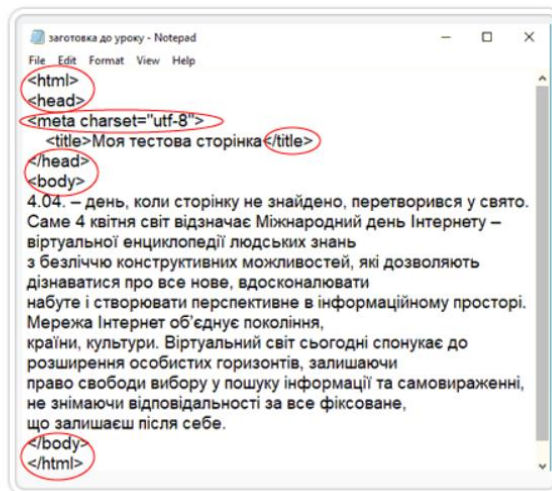 заготовка до уроку - Notepad
File Edit Format View Help
<html>
<head>
<meta charset="utf-8">
<title>Моя тестова сторінка</title>
</head>
<body>
4.04. – день, коли сторінку не знайдено, перетворився у свято.
Саме 4 квітня світ відзначає Міжнародний день Інтернету –
віртуальної енциклопедії людських знань
з безліччю конструктивних можливостей, які дозволяють
дізнаватися про все нове, вдосконалювати
набуте і створювати перспективне в інформаційному просторі.
Мережа Інтернет об'єднує покоління,
країни, культури. Віртуальний світ сьогодні спонукає до
розширення особистих горизонтів, залишаючи
право свободи вибору у пошуку інформації та самовираженні,
не знімаючи відповідальності за все фіксоване,
що залишаєш після себе.
</body>
</html>